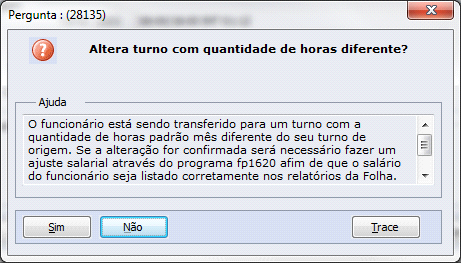 Pergunta : (28135)
Altera turno com quantidade de horas diferente?
Ajuda
O funcionário está sendo transferido para um turno com a
quantidade de horas padrão mês diferente do seu turno de
origem. Se a alteração for confirmada será necessário fazer um
ajuste salarial através do programa fp1620 afim de que o salário
do funcionário seja listado corretamente nos relatórios da Folha.
Sim Não Trace